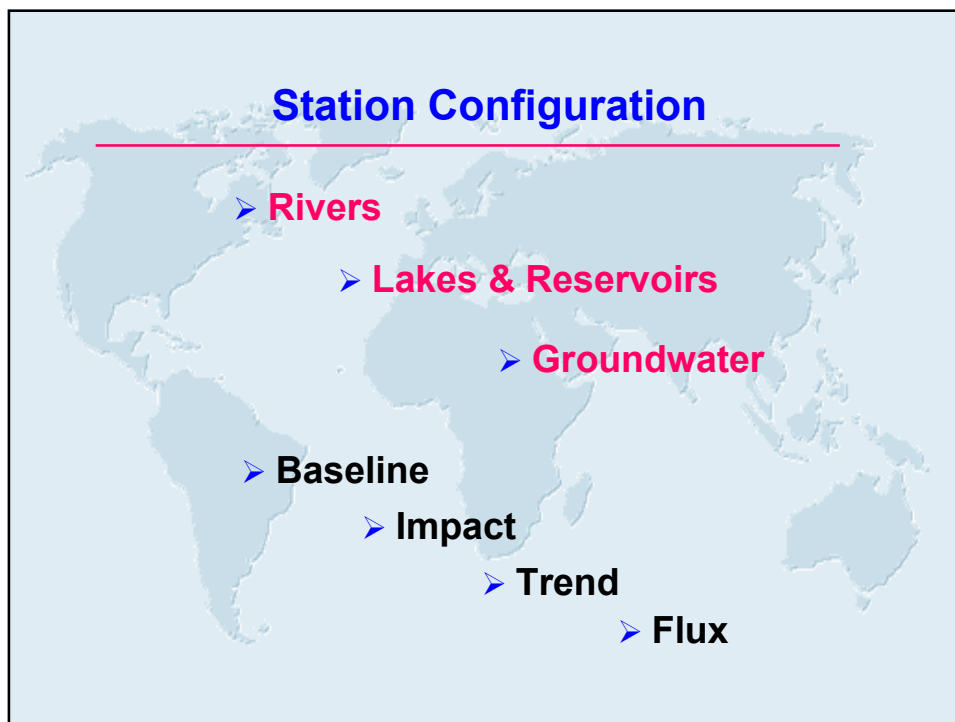 Station Configuration
➢ Rivers
➢ Lakes & Reservoirs
➢ Groundwater
➢ Baseline
➢ Impact
➢ Trend
➢ Flux